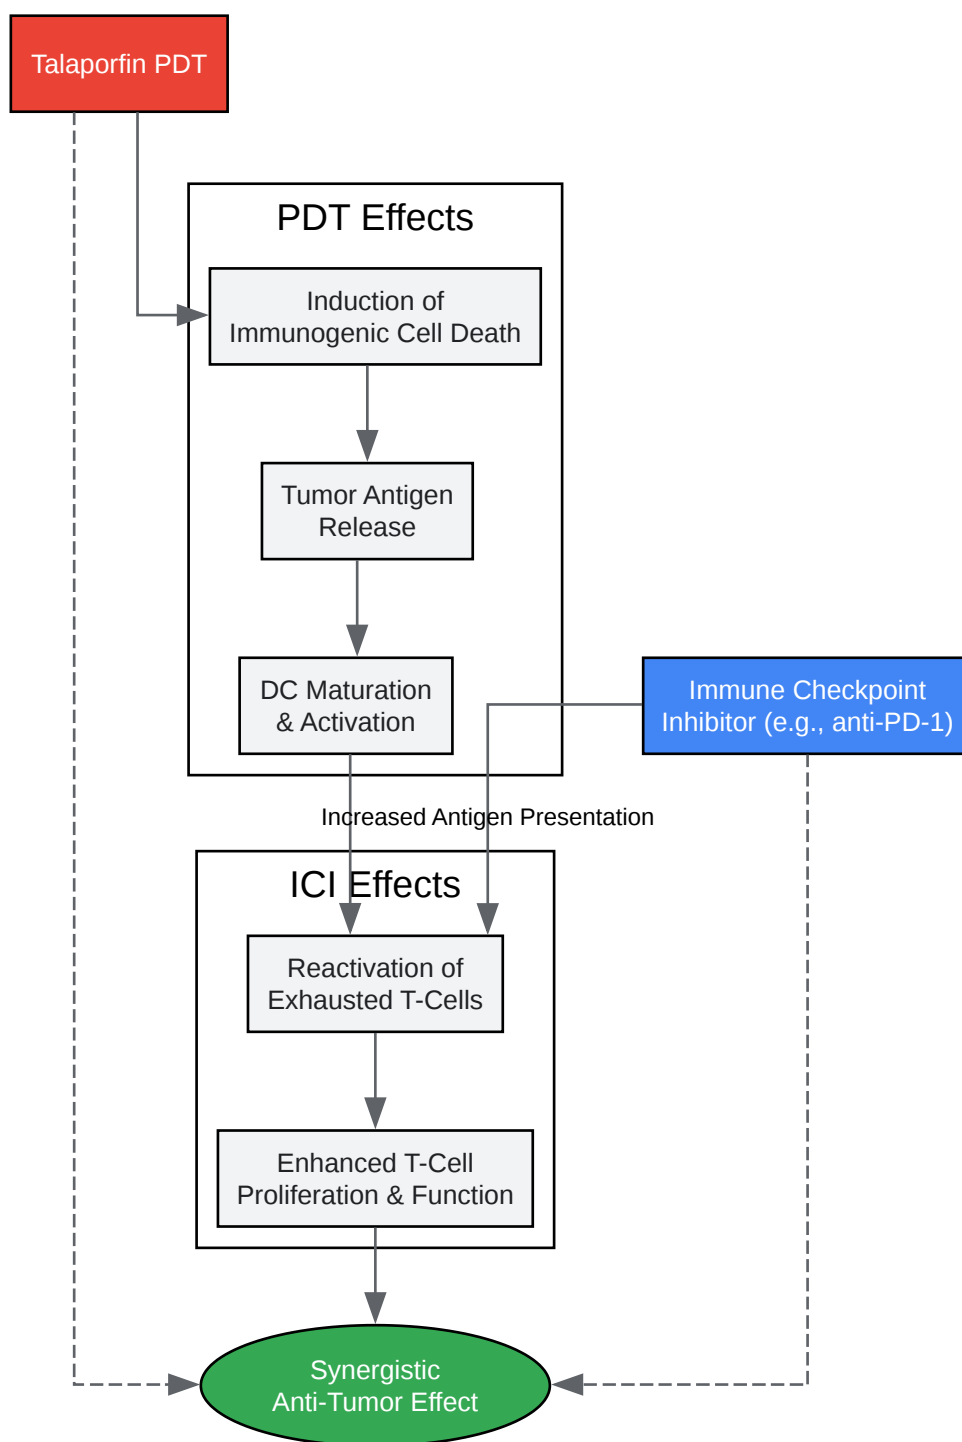 Talaporfin PDT
PDT Effects
Induction of
Immunogenic Cell Death
Tumor Antigen
Release
DC Maturation
& Activation
Immune Checkpoint
Inhibitor (e.g., anti-PD-1)
Increased Antigen Presentation
ICI Effects
Reactivation of
Exhausted T-Cells
Enhanced T-Cell
Proliferation & Function
Synergistic
Anti-Tumor Effect